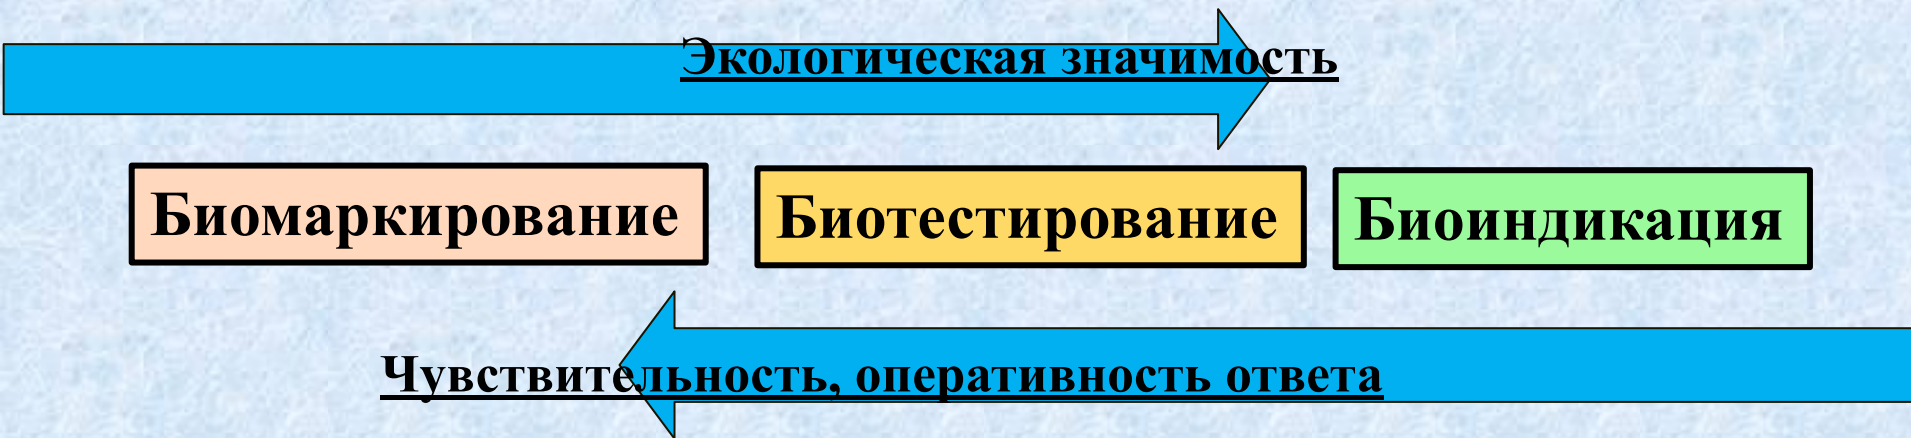 Экологическая значимость
Биомаркирование
Биотестирование
Биоиндикация
Чувствительность, оперативность ответа